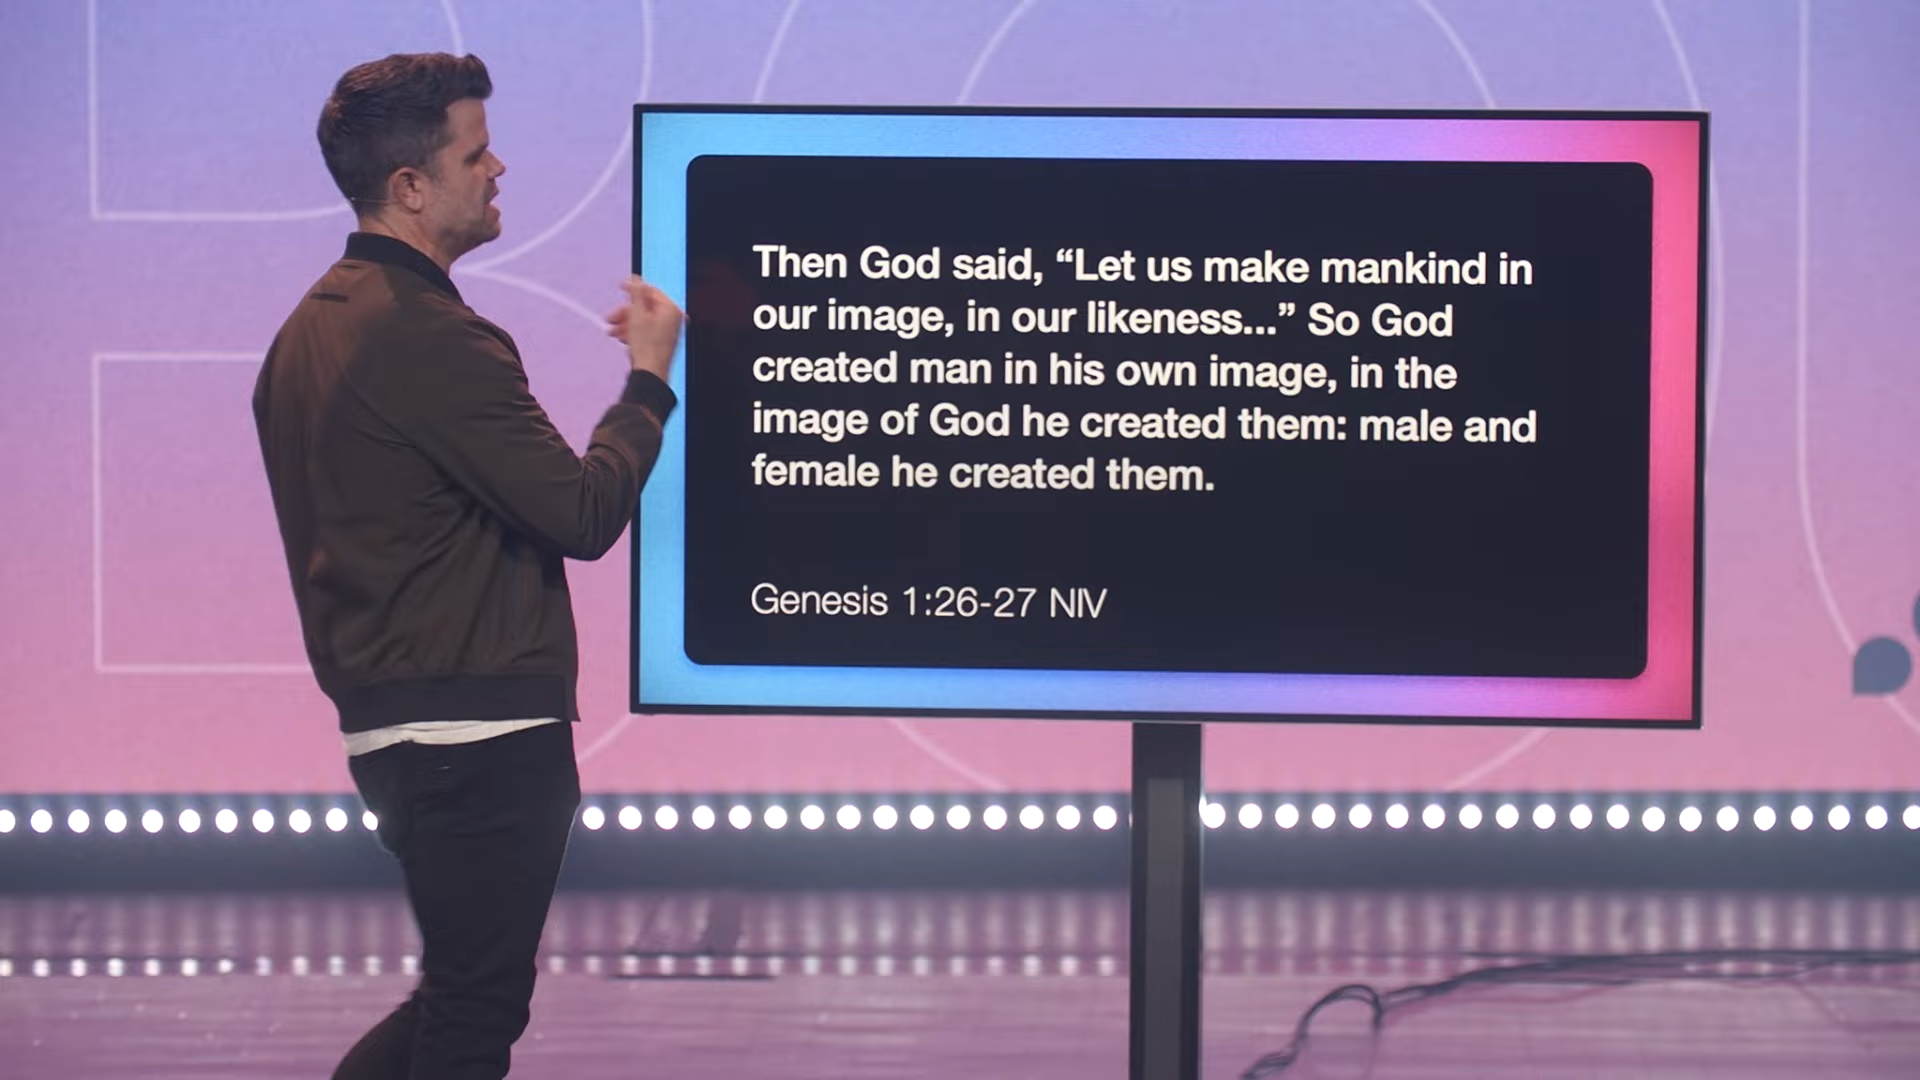 Then God said, “Let us make mankind in
our image, in our likeness...” So God
created man in his own image, in the
image of God he created them: male and
female he created them.
Genesis 1:26-27 NIV